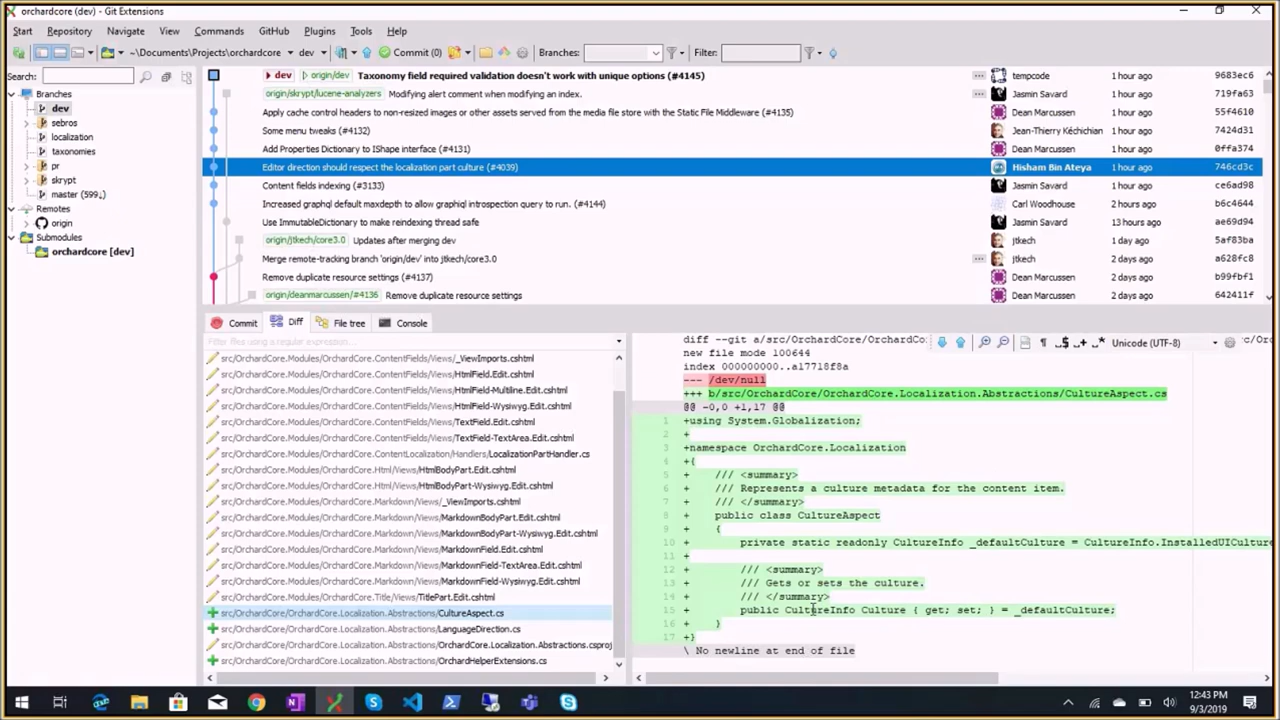 orchardcore (dev) - Git Extensions
Start Repository Navigate View Commands GitHub Plugins Tools Help
~\Documents\Projects\orchardcore dev Commit (0) Branches: Filter:
Search:
Branches
dev
sebros
localization
taxonomies
pr
skrypt
master (599↓)
Remotes
origin
Submodules
orchardcore [dev]
dev origin/dev Taxonomy field required validation doesn't work with unique options (#4145) tempcode 1 hour ago 9683ec6
origin/skrypt/lucene-analyzers Modifying alert comment when modifying an index. Jasmin Savard 1 hour ago 719fa63
Apply cache control headers to non-resized images or other assets served from the media file store with the Static File Middleware (#4135) Dean Marcussen 1 hour ago 55f4610
Some menu tweaks (#4132) Jean-Thierry Kéchichian 1 hour ago 7424d31
Add Properties Dictionary to IShape interface (#4131) Dean Marcussen 1 hour ago 0ffa374
Editor direction should respect the localization part culture (#4039) Hisham Bin Ateya 1 hour ago 746cd3c
Content fields indexing (#3133) Jasmin Savard 1 hour ago ce6ad98
Increased graphql default maxdepth to allow graphiql introspection query to run. (#4144) Carl Woodhouse 2 hours ago b6c4644
Use ImmutableDictionary to make reindexing thread safe Jasmin Savard 13 hours ago ae69d94
origin/jtkech/core3.0 Updates after merging dev jtkech 1 day ago 5af83ba
Merge remote-tracking branch 'origin/dev' into jtkech/core3.0 jtkech 2 days ago a628fc8
Remove duplicate resource settings (#4137) Dean Marcussen 2 days ago b99fbf1
origin/deanmarcussen/#4136 Remove duplicate resource settings Dean Marcussen 2 days ago 642411f
Commit Diff File tree Console
Filter files using a regular expression...
src/OrchardCore.Modules/OrchardCore.ContentFields/Views/_ViewImports.cshtml
src/OrchardCore.Modules/OrchardCore.ContentFields/Views/HtmlField.Edit.cshtml
src/OrchardCore.Modules/OrchardCore.ContentFields/Views/HtmlField-Multiline.Edit.cshtml
src/OrchardCore.Modules/OrchardCore.ContentFields/Views/HtmlField-Wysiwyg.Edit.cshtml
src/OrchardCore.Modules/OrchardCore.ContentFields/Views/TextField.Edit.cshtml
src/OrchardCore.Modules/OrchardCore.ContentFields/Views/TextField-TextArea.Edit.cshtml
src/OrchardCore.Modules/OrchardCore.ContentLocalization/Handlers/LocalizationPartHandler.cs
src/OrchardCore.Modules/OrchardCore.Html/Views/HtmlBodyPart.Edit.cshtml
src/OrchardCore.Modules/OrchardCore.Html/Views/HtmlBodyPart-Wysiwyg.Edit.cshtml
src/OrchardCore.Modules/OrchardCore.Markdown/Views/_ViewImports.cshtml
src/OrchardCore.Modules/OrchardCore.Markdown/Views/MarkdownBodyPart.Edit.cshtml
src/OrchardCore.Modules/OrchardCore.Markdown/Views/MarkdownBodyPart-Wysiwyg.Edit.cshtml
src/OrchardCore.Modules/OrchardCore.Markdown/Views/MarkdownField.Edit.cshtml
src/OrchardCore.Modules/OrchardCore.Markdown/Views/MarkdownField-TextArea.Edit.cshtml
src/OrchardCore.Modules/OrchardCore.Markdown/Views/MarkdownField-Wysiwyg.Edit.cshtml
src/OrchardCore.Modules/OrchardCore.Title/Views/TitlePart.Edit.cshtml
src/OrchardCore/OrchardCore.Localization.Abstractions/CultureAspect.cs
src/OrchardCore/OrchardCore.Localization.Abstractions/LanguageDirection.cs
src/OrchardCore/OrchardCore.Localization.Abstractions/OrchardCore.Localization.Abstractions.csproj
src/OrchardCore/OrchardCore.Localization.Abstractions/OrchardHelperExtensions.cs
diff --git a/src/OrchardCore/OrchardCo Unicode (UTF-8) c/Or
new file mode 100644
index 000000000..a17718f8a
--- /dev/null
+++ b/src/OrchardCore/OrchardCore.Localization.Abstractions/CultureAspect.cs
@@ -0,0 +1,17 @@
1 +using System.Globalization;
2 +
3 +namespace OrchardCore.Localization
4 +{
5 + /// <summary>
6 + /// Represents a culture metadata for the content item.
7 + /// </summary>
8 + public class CultureAspect
9 + {
10 + private static readonly CultureInfo _defaultCulture = CultureInfo.InstalledUICulture
11 +
12 + /// <summary>
13 + /// Gets or sets the culture.
14 + /// </summary>
15 + public CultureInfo Culture { get; set; } = _defaultCulture;
16 + }
17 +}
\ No newline at end of file
12:43 PM
9/3/2019